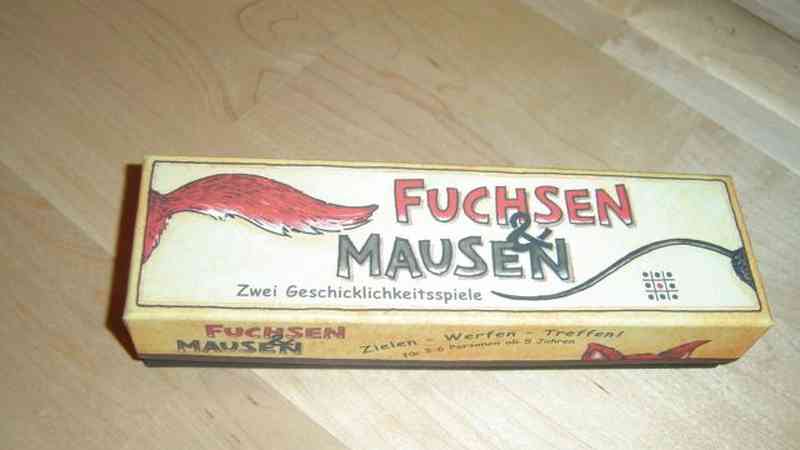 FUCHSEN
&
MAUSEN
Zwei Geschicklichkeitsspiele
FUCHSEN
&
MAUSEN
Zielen - Werfen - Treffen!
für 2-6 Personen ab 5 Jahren